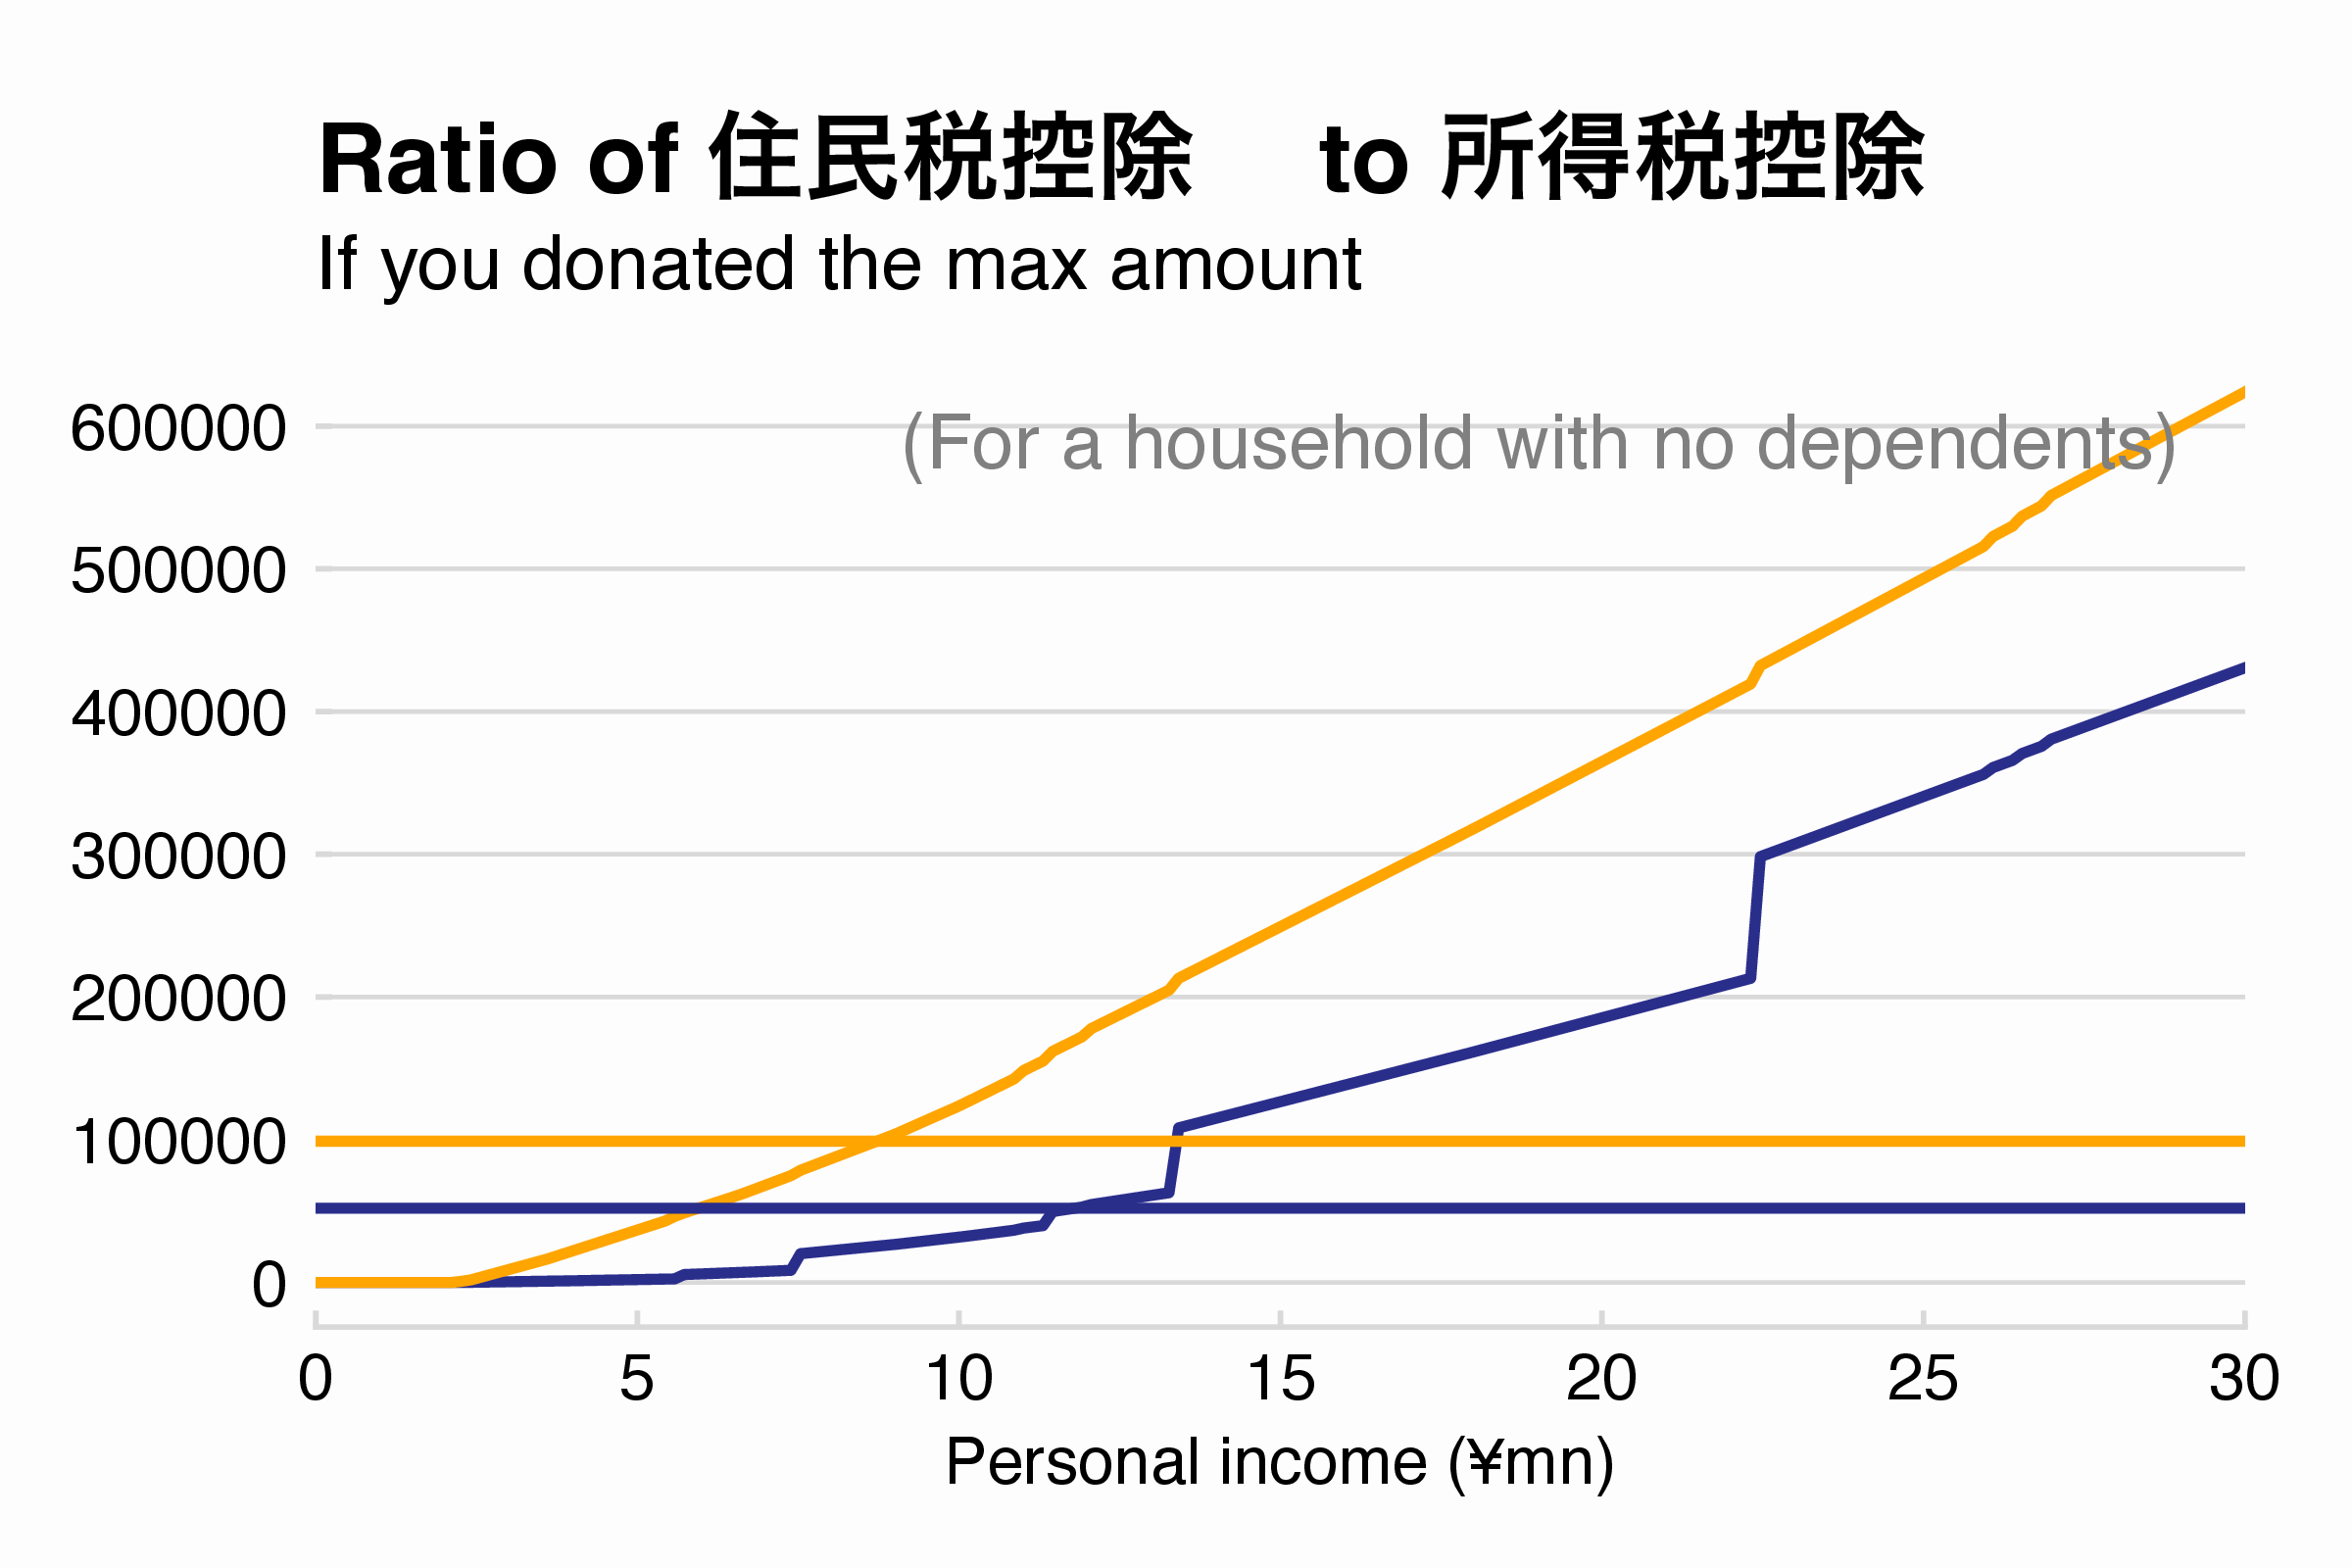 Ratio of 住民税控除　to 所得税控除
If you donated the max amount
(For a household with no dependents)
600000
500000
400000
300000
200000
100000
0
0 5 10 15 20 25 30
Personal income (¥mn)